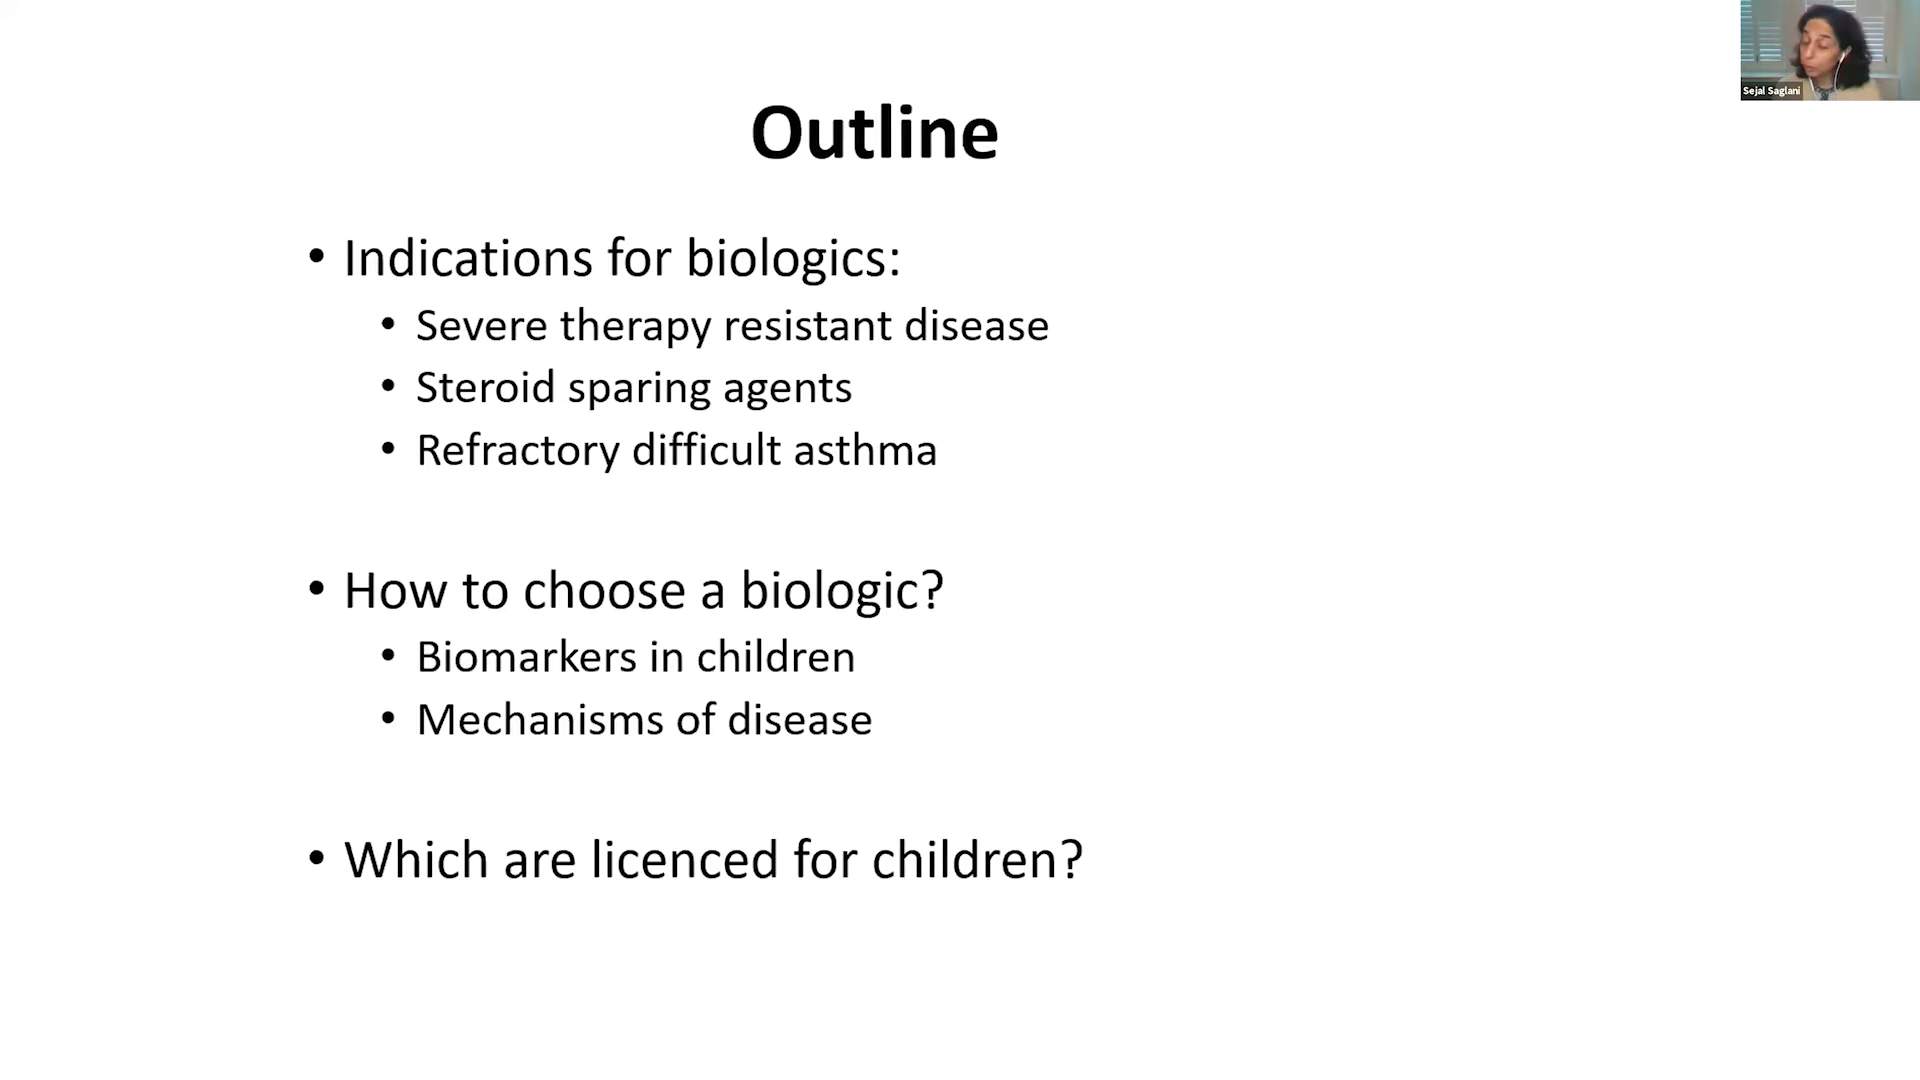 Sejal Saglani
Outline
• Indications for biologics:
• Severe therapy resistant disease
• Steroid sparing agents
• Refractory difficult asthma
• How to choose a biologic?
• Biomarkers in children
• Mechanisms of disease
• Which are licenced for children?